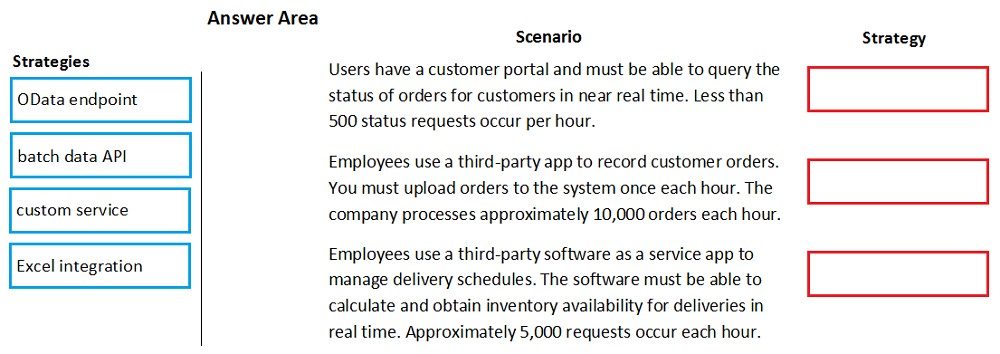 Answer Area
Scenario
Strategy
Strategies
OData endpoint
batch data API
custom service
Excel integration
Users have a customer portal and must be able to query the
status of orders for customers in near real time. Less than
500 status requests occur per hour.
Employees use a third-party app to record customer orders.
You must upload orders to the system once each hour. The
company processes approximately 10,000 orders each hour.
Employees use a third-party software as a service app to
manage delivery schedules. The software must be able to
calculate and obtain inventory availability for deliveries in
real time. Approximately 5,000 requests occur each hour.